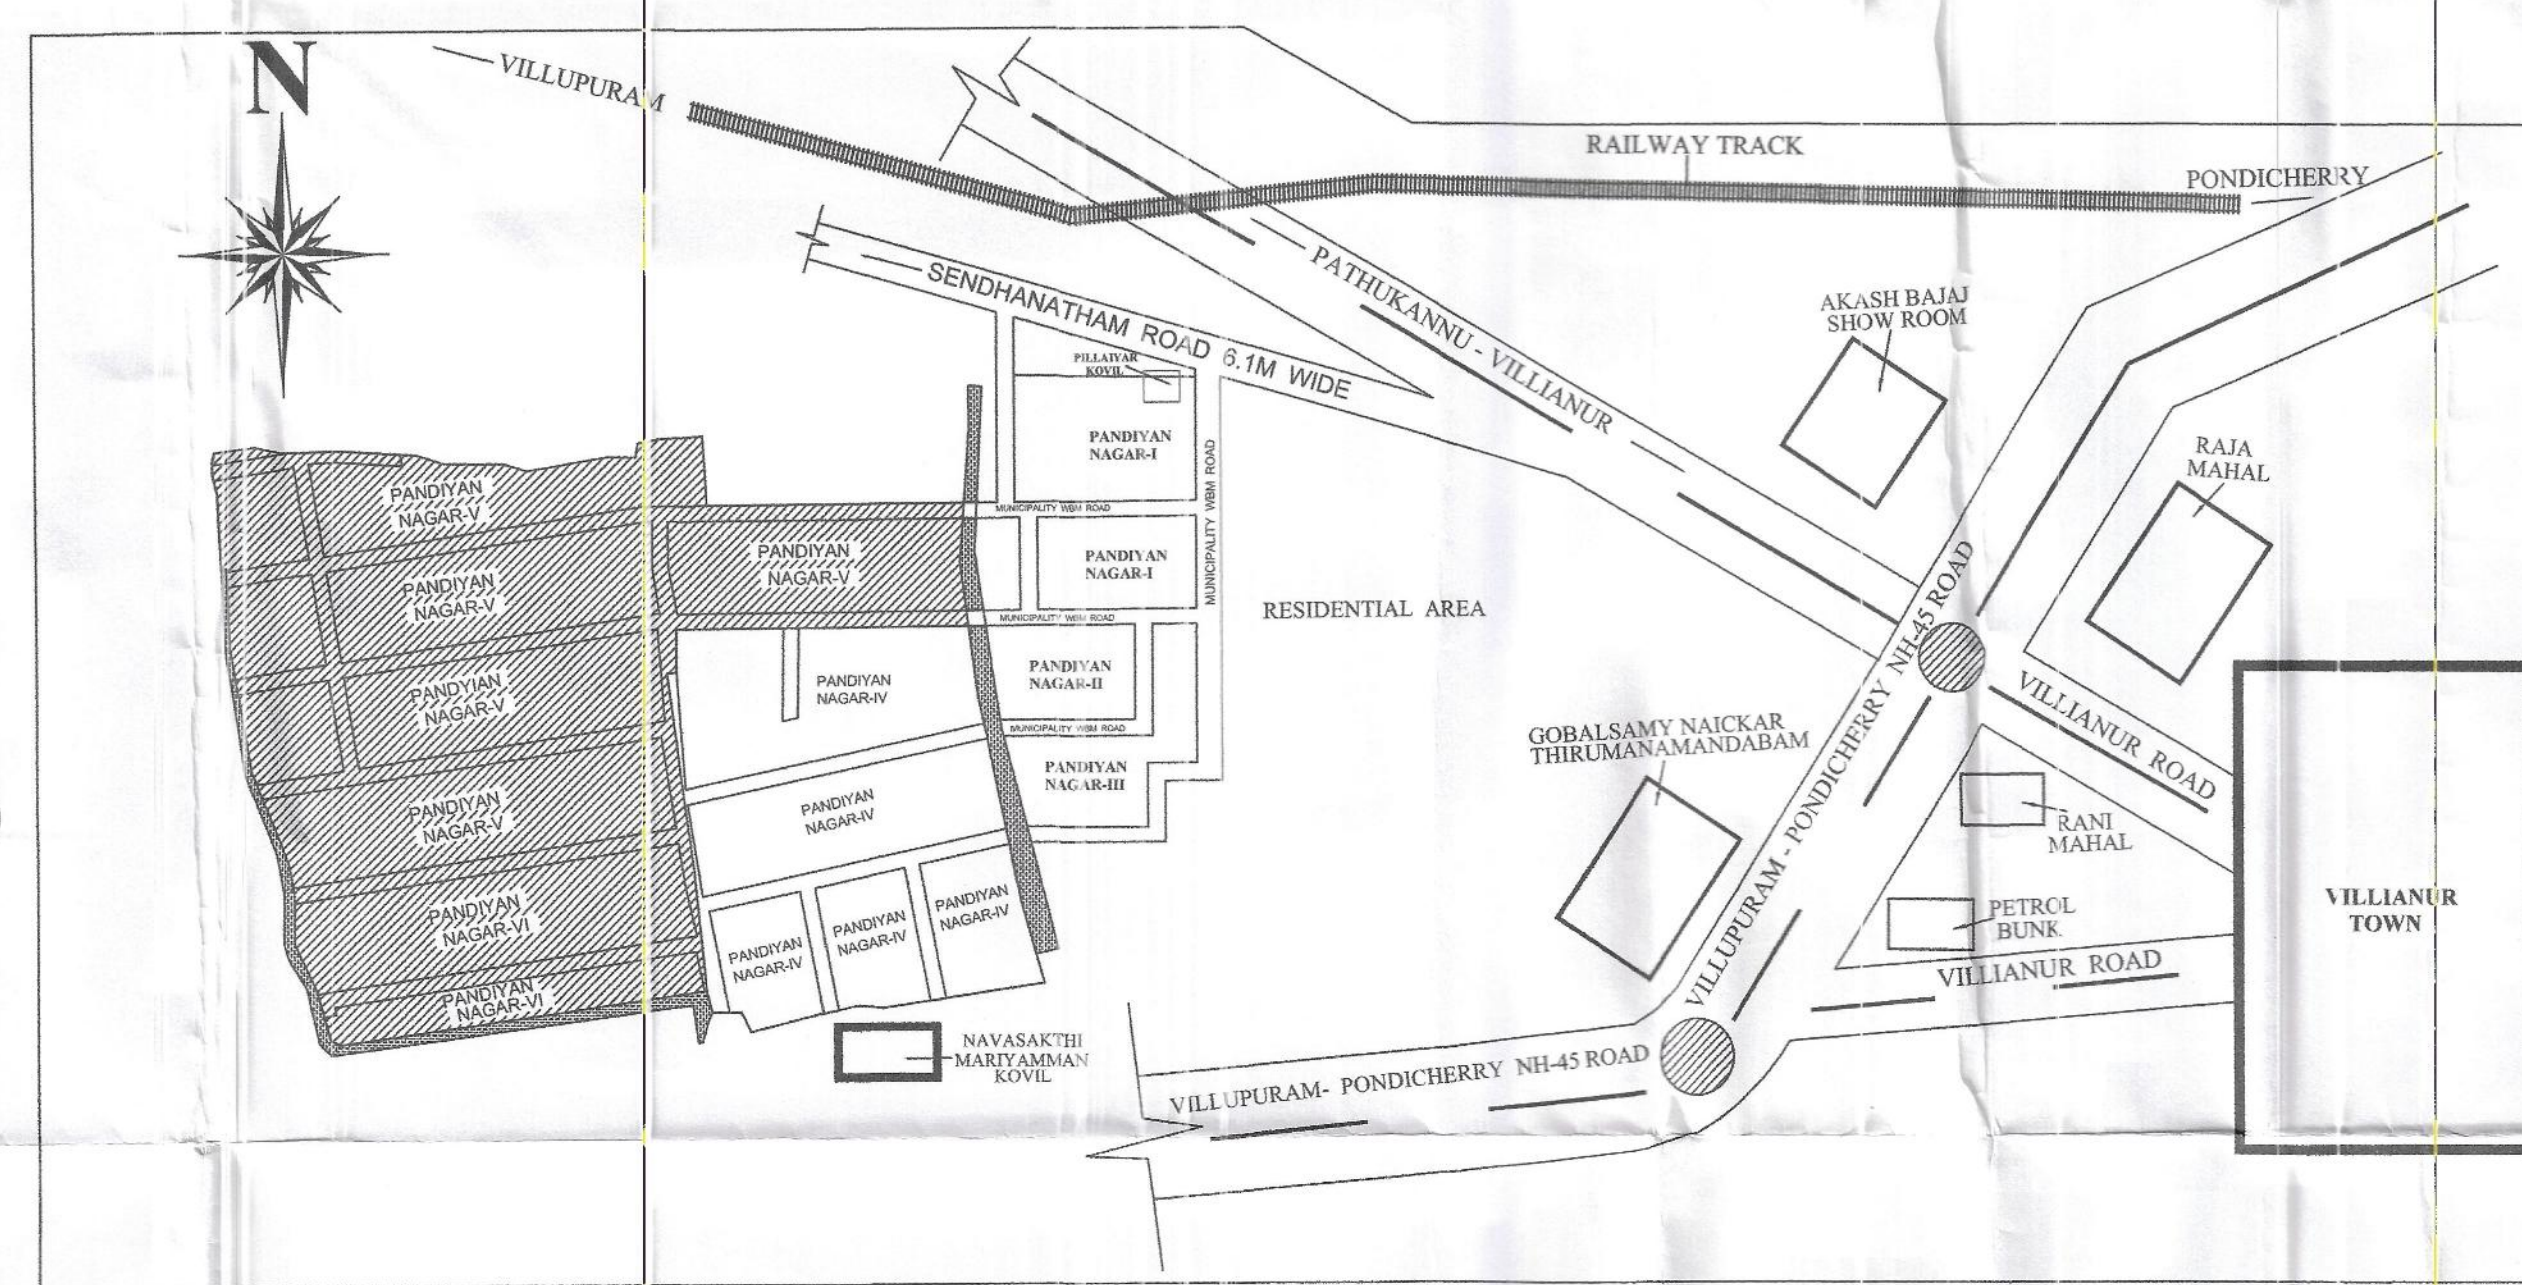 N
VILLUPURAM
RAILWAY TRACK
PONDICHERRY
SENDHANATHAM ROAD 6.1M WIDE
PATHUKANNU - VILLIANUR
AKASH BAJAJ
SHOW ROOM
PILLAIYAR
KOVIL
PANDIYAN
NAGAR-I
MUNICIPALITY WBM ROAD
RAJA
MAHAL
PANDIYAN
NAGAR-V
MUNICIPALITY WBM ROAD
PANDIYAN
NAGAR-V
PANDIYAN
NAGAR-V
PANDIYAN
NAGAR-I
RESIDENTIAL AREA
MUNICIPALITY WBM ROAD
PANDYIAN
NAGAR-V
PANDIYAN
NAGAR-IV
PANDIYAN
NAGAR-II
MUNICIPALITY WBM ROAD
PANDIYAN
NAGAR-III
GOBALSAMY NAICKAR
THIRUMANAMANDABAM
VILLUPURAM - PONDICHERRY NH-45 ROAD
VILLIANUR ROAD
RANI
MAHAL
PANDIYAN
NAGAR-V
PANDIYAN
NAGAR-IV
PANDIYAN
NAGAR-VI
PANDIYAN
NAGAR-IV
PANDIYAN
NAGAR-IV
PANDIYAN
NAGAR-IV
PETROL
BUNK
VILLIANUR
TOWN
VILLIANUR ROAD
PANDIYAN
NAGAR-VI
NAVASAKTHI
MARIYAMMAN
KOVIL
VILLUPURAM- PONDICHERRY NH-45 ROAD